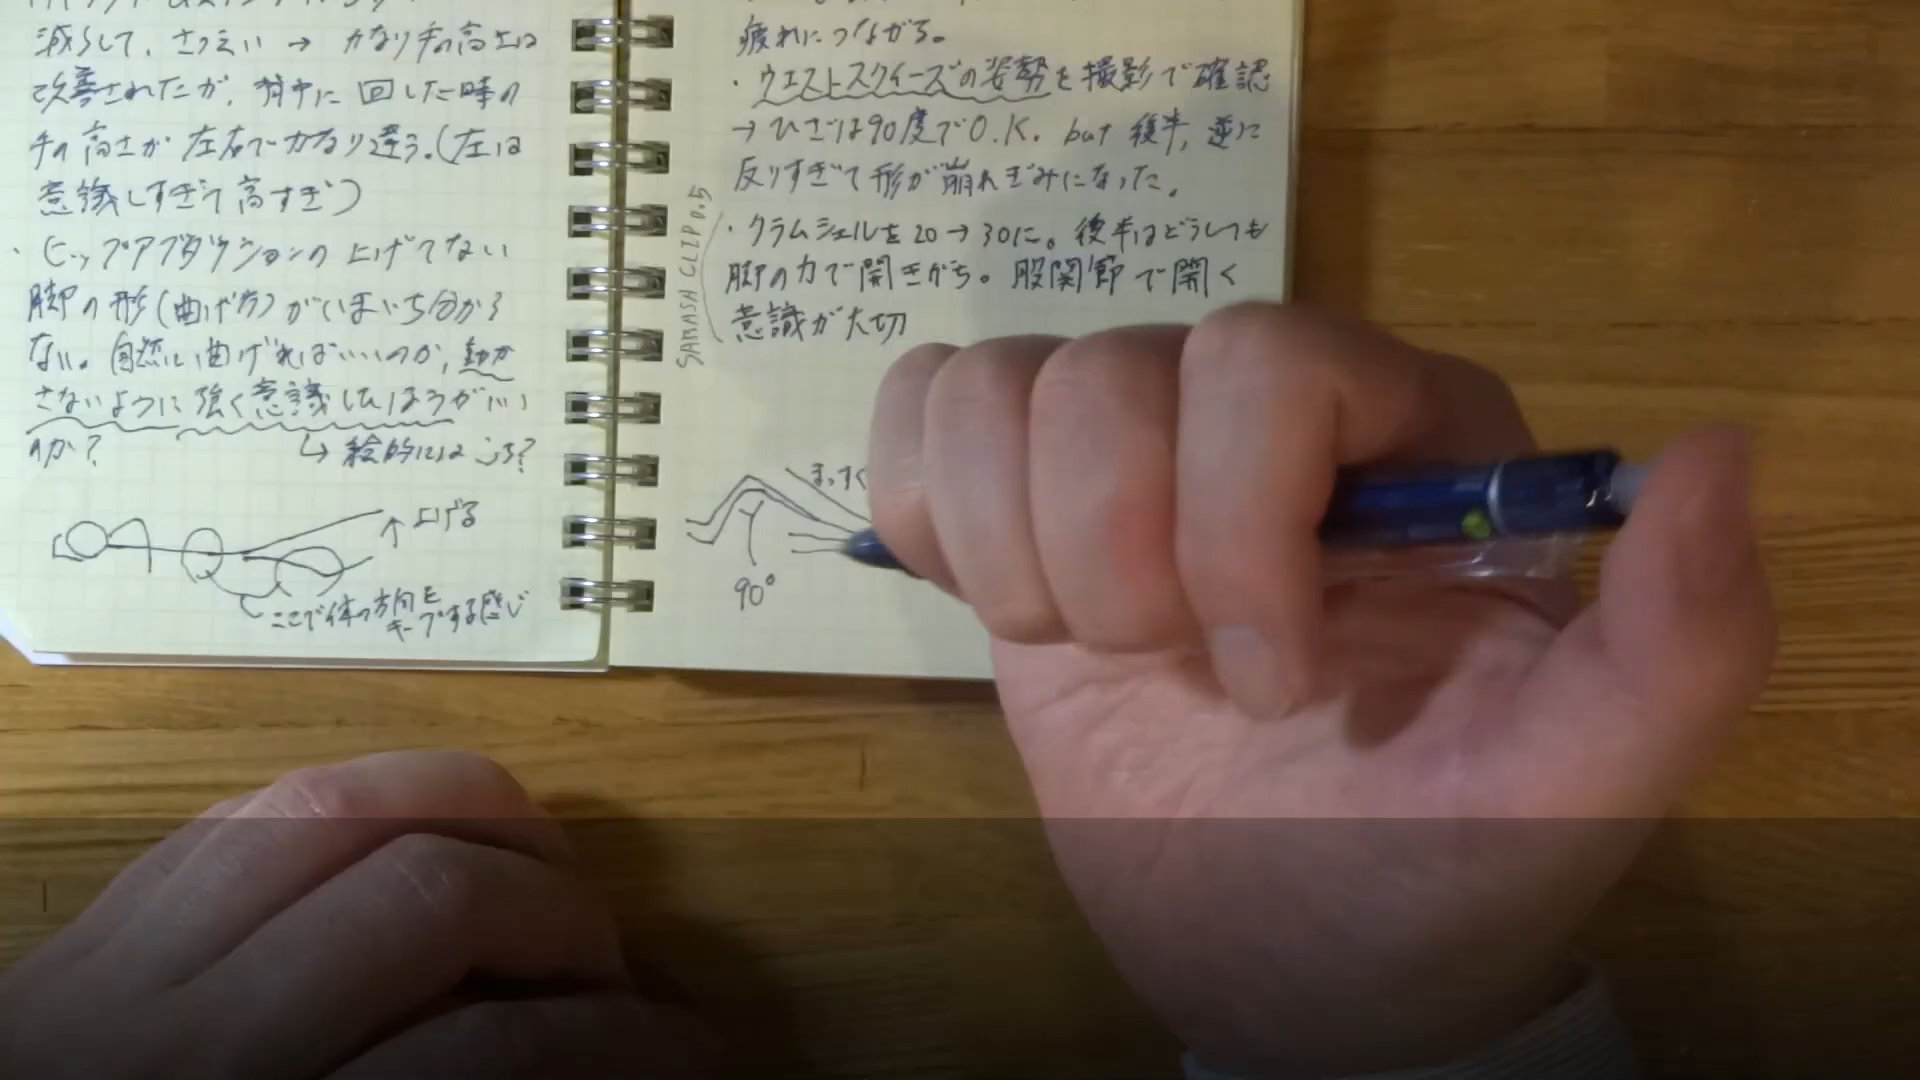 減らして、さつえい → かなり手の高さは
改善されたが、背中に回した時の
手の高さが左右でかなり違う。(左は
意識しすぎて高すぎ)
・ヒップアブダクションの上げてない
脚の形(曲げ方)がいまいち分から
ない。自然に曲げればいいのか、動か
さないように強く意識したほうがいい
のか?
↳ 絵的にはこう?
↑上げる
ここで体の方向を
キープする感じ
疲れにつながる。
・ウエストスクイーズの姿勢を撮影で確認
→ ひざは90度でO.K. but 後半、逆に
反りすぎて形が崩れぎみになった。
・クラムシェルを20→30に。後半はどうしても
脚の力で開きがち。股関節で開く
意識が大切
SARASA CLIP 0.5
まっすぐ
90°